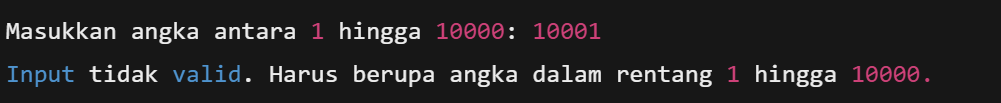 Masukkan angka antara 1 hingga 10000: 10001
Input tidak valid. Harus berupa angka dalam rentang 1 hingga 10000.